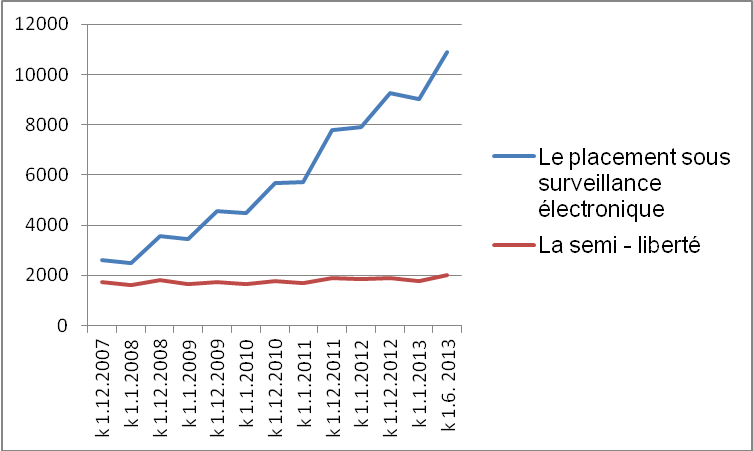 12000
10000
8000
6000
4000
2000
0
k 1.12.2007
k 1.1.2008
k 1.12.2008
k 1.1.2009
k 1.12.2009
k 1.1.2010
k 1.12.2010
k 1.1.2011
k 1.12.2011
k 1.1.2012
k 1.12.2012
k 1.1.2013
k 1.6. 2013
Le placement sous
surveillance
électronique
La semi - liberté